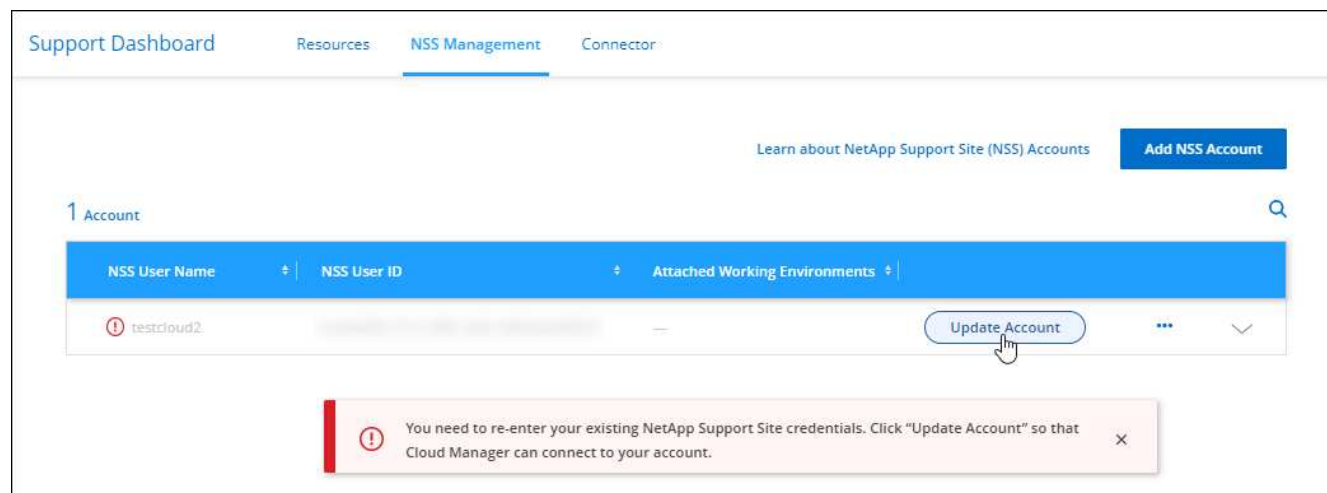 Support Dashboard Resources NSS Management Connector
Learn about NetApp Support Site (NSS) Accounts Add NSS Account
1 Account
NSS User Name NSS User ID Attached Working Environments
testcloud2 — Update Account •••
You need to re-enter your existing NetApp Support Site credentials. Click “Update Account” so that
Cloud Manager can connect to your account.